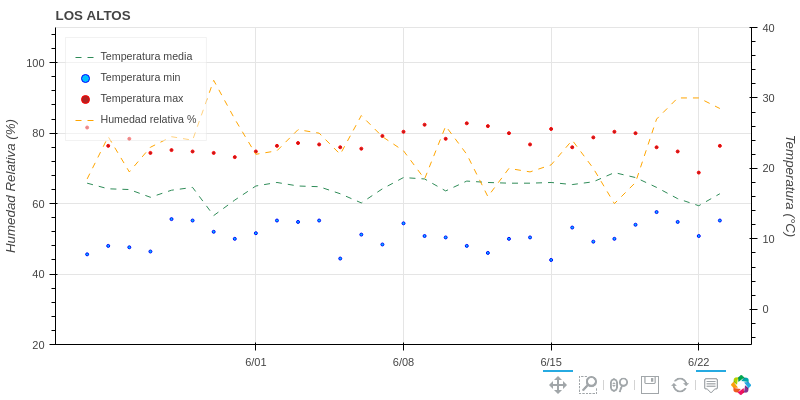 LOS ALTOS
Temperatura media
Temperatura min
Temperatura max
Humedad relativa %
Humedad Relativa (%)
100
80
60
40
20
Temperatura (°C)
40
30
20
10
0
6/01
6/08
6/15
6/22